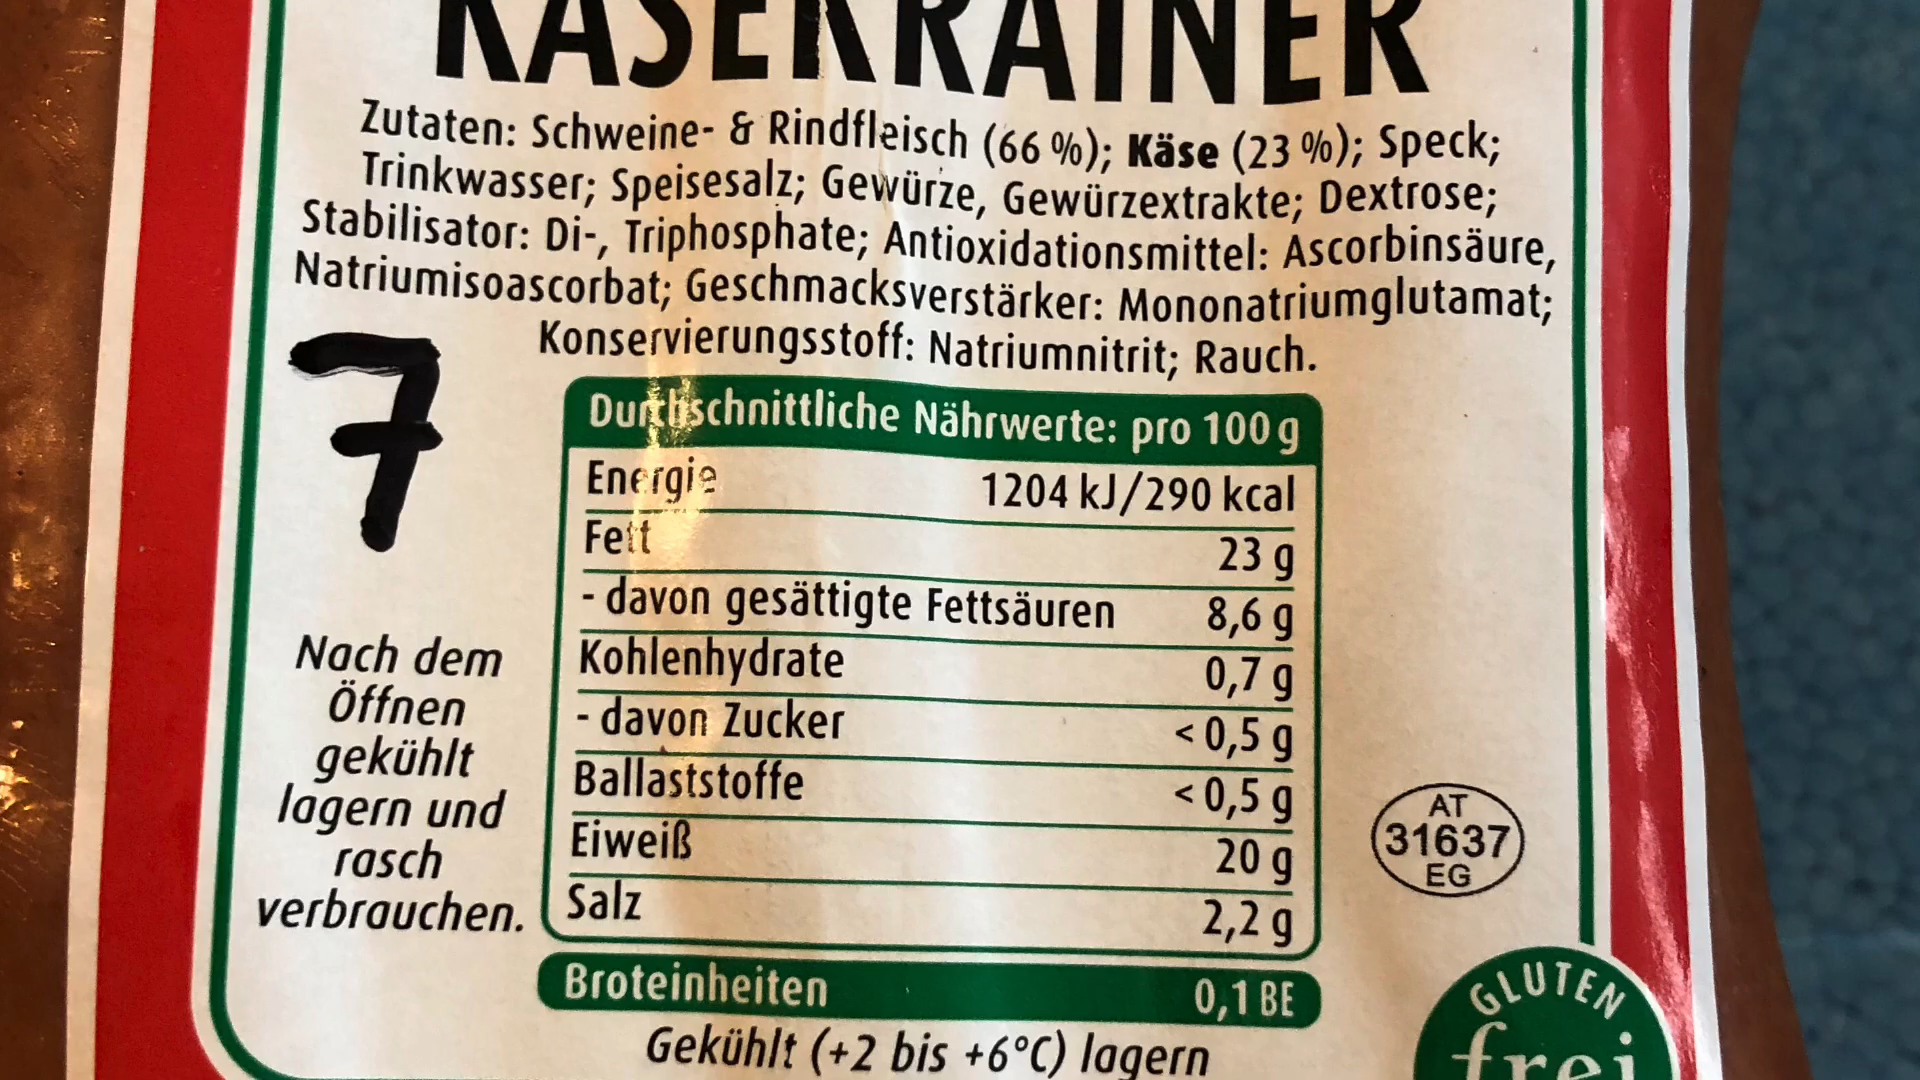 KÄSEKRAINER
Zutaten: Schweine- & Rindfleisch (66 %); Käse (23 %); Speck;
Trinkwasser; Speisesalz; Gewürze, Gewürzextrakte; Dextrose;
Stabilisator: Di-, Triphosphate; Antioxidationsmittel: Ascorbinsäure,
Natriumisoascorbat; Geschmacksverstärker: Mononatriumglutamat;
Konservierungsstoff: Natriumnitrit; Rauch.
7
Durchschnittliche Nährwerte: pro 100 g
Energie 1204 kJ/290 kcal
Fett 23 g
- davon gesättigte Fettsäuren 8,6 g
Kohlenhydrate 0,7 g
- davon Zucker < 0,5 g
Ballaststoffe < 0,5 g
Eiweiß 20 g
Salz 2,2 g
Broteinheiten 0,1 BE
Gekühlt (+2 bis +6°C) lagern
Nach dem
Öffnen
gekühlt
lagern und
rasch
verbrauchen.
AT
31637
EG
GLUTEN
frei